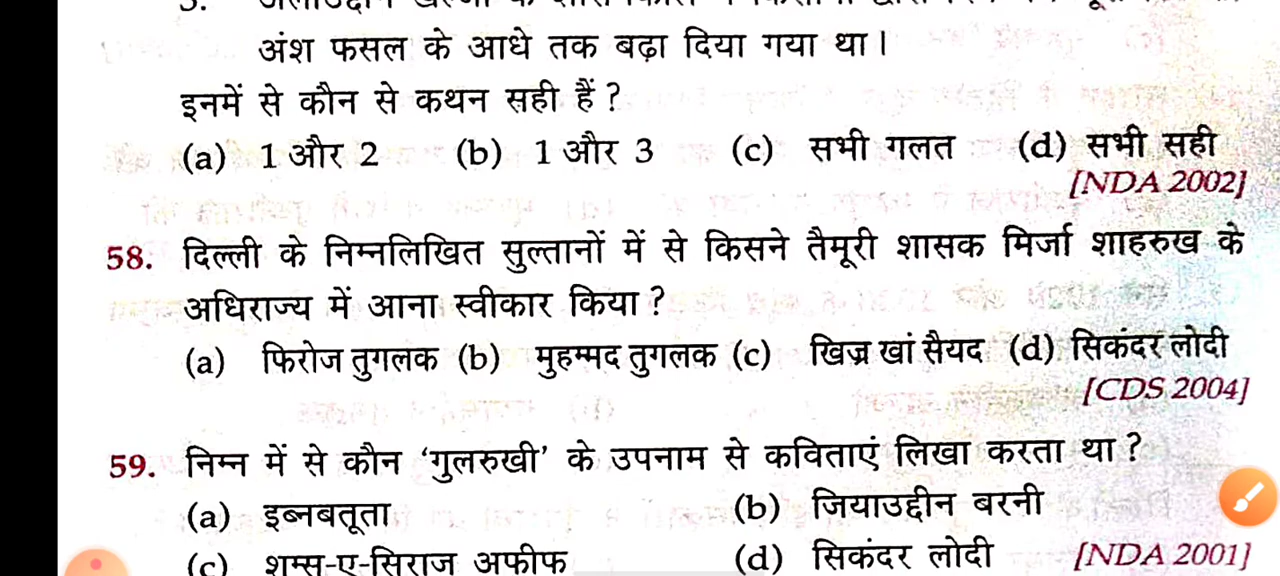 अंश फसल के आधे तक बढ़ा दिया गया था।
इनमें से कौन से कथन सही हैं ?
(a) 1 और 2 (b) 1 और 3 (c) सभी गलत (d) सभी सही
[NDA 2002]
58. दिल्ली के निम्नलिखित सुल्तानों में से किसने तैमूरी शासक मिर्जा शाहरुख के
अधिराज्य में आना स्वीकार किया ?
(a) फिरोज तुगलक (b) मुहम्मद तुगलक (c) खिज्र खां सैयद (d) सिकंदर लोदी
[CDS 2004]
59. निम्न में से कौन ‘गुलरुखी’ के उपनाम से कविताएं लिखा करता था ?
(a) इब्नबतूता (b) जियाउद्दीन बरनी
(c) शम्स-ए-सिराज अफीफ (d) सिकंदर लोदी [NDA 2001]